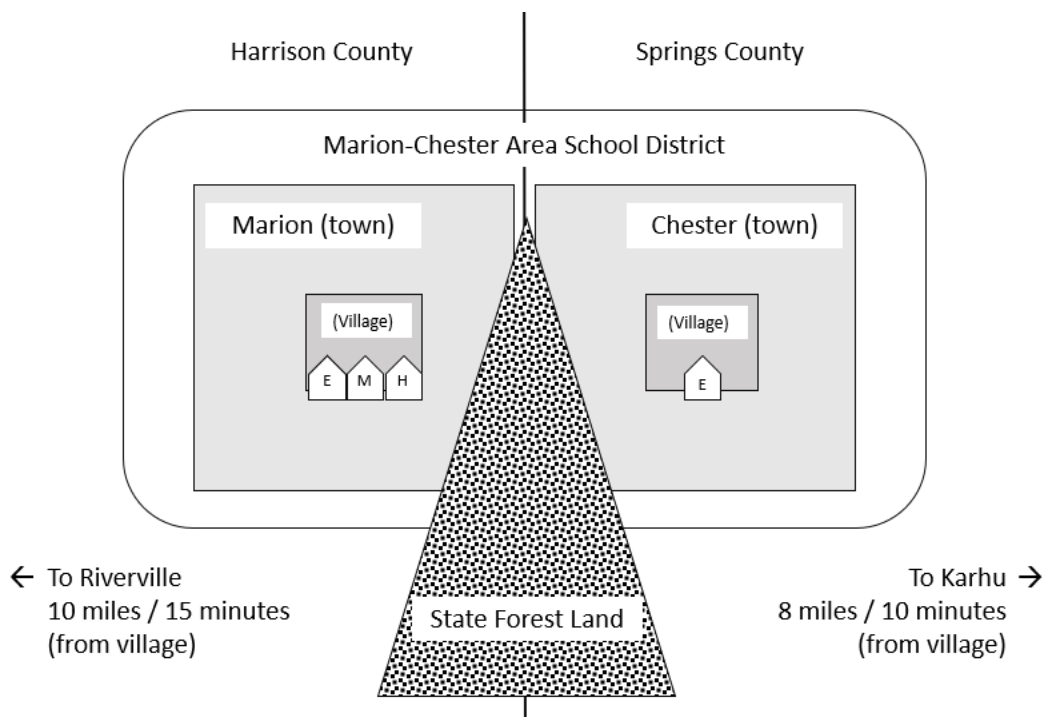 Harrison County
Springs County
Marion-Chester Area School District
Marion (town)
Chester (town)
(Village)
(Village)
E M H
E
← To Riverville
10 miles / 15 minutes
(from village)
State Forest Land
To Karhu →
8 miles / 10 minutes
(from village)